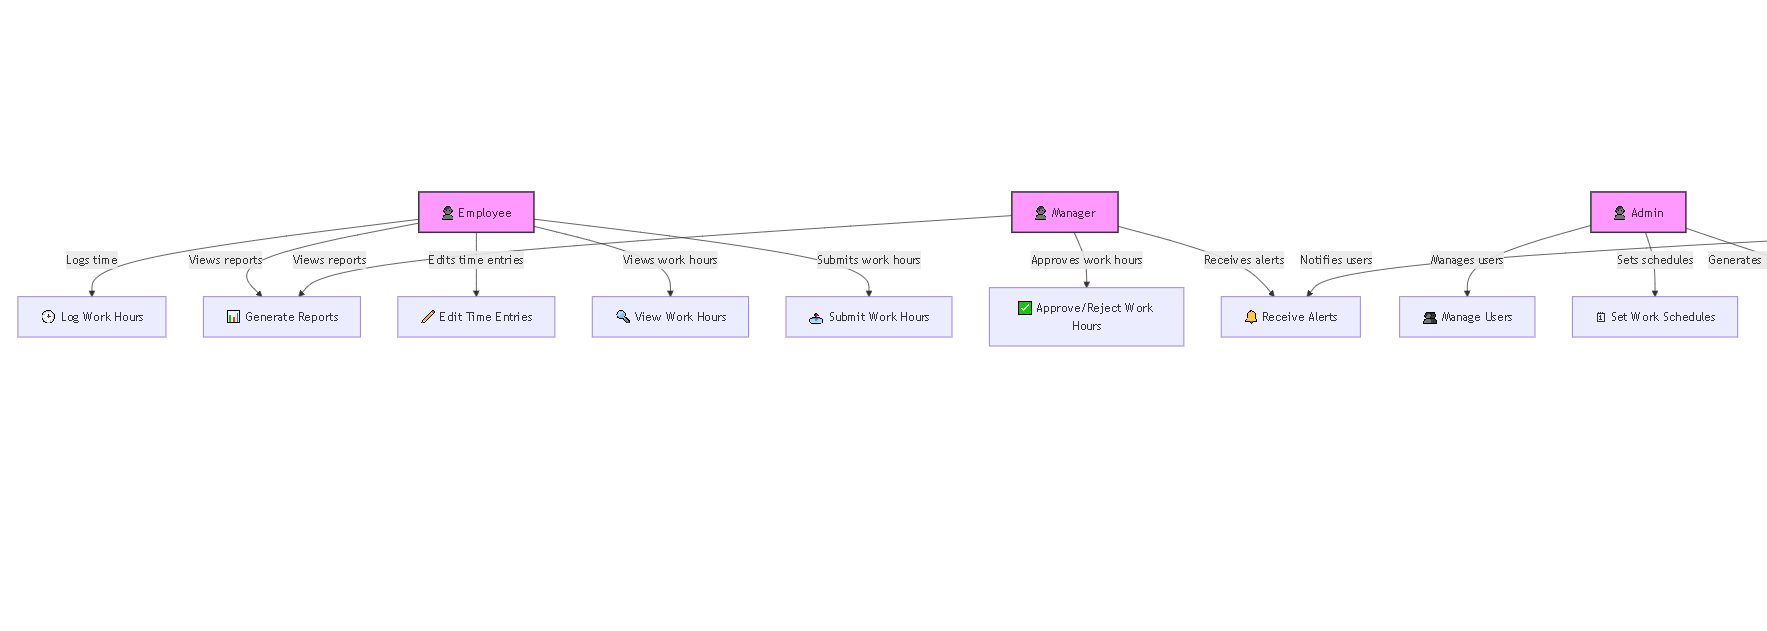 Employee
Manager
Admin
Logs time
Views reports
Views reports
Edits time entries
Views work hours
Submits work hours
Approves work hours
Receives alerts
Notifies users
Manages users
Sets schedules
Generates
Log Work Hours
Generate Reports
Edit Time Entries
View Work Hours
Submit Work Hours
Approve/Reject Work
Hours
Receive Alerts
Manage Users
Set Work Schedules